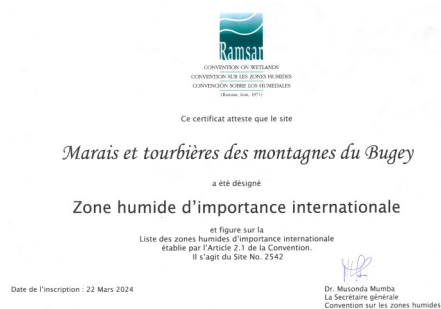 Ramsar
CONVENTION ON WETLANDS
CONVENTION SUR LES ZONES HUMIDES
CONVENCIÓN SOBRE LOS HUMEDALES
(Ramsar, Iran, 1971)
Ce certificat atteste que le site
Marais et tourbières des montagnes du Bugey
a été désigné
Zone humide d'importance internationale
et figure sur la
Liste des zones humides d'importance internationale
établie par l'Article 2.1 de la Convention.
Il s'agit du Site No. 2542
Date de l'inscription : 22 Mars 2024
Dr. Musonda Mumba
La Secrétaire générale
Convention sur les zones humides